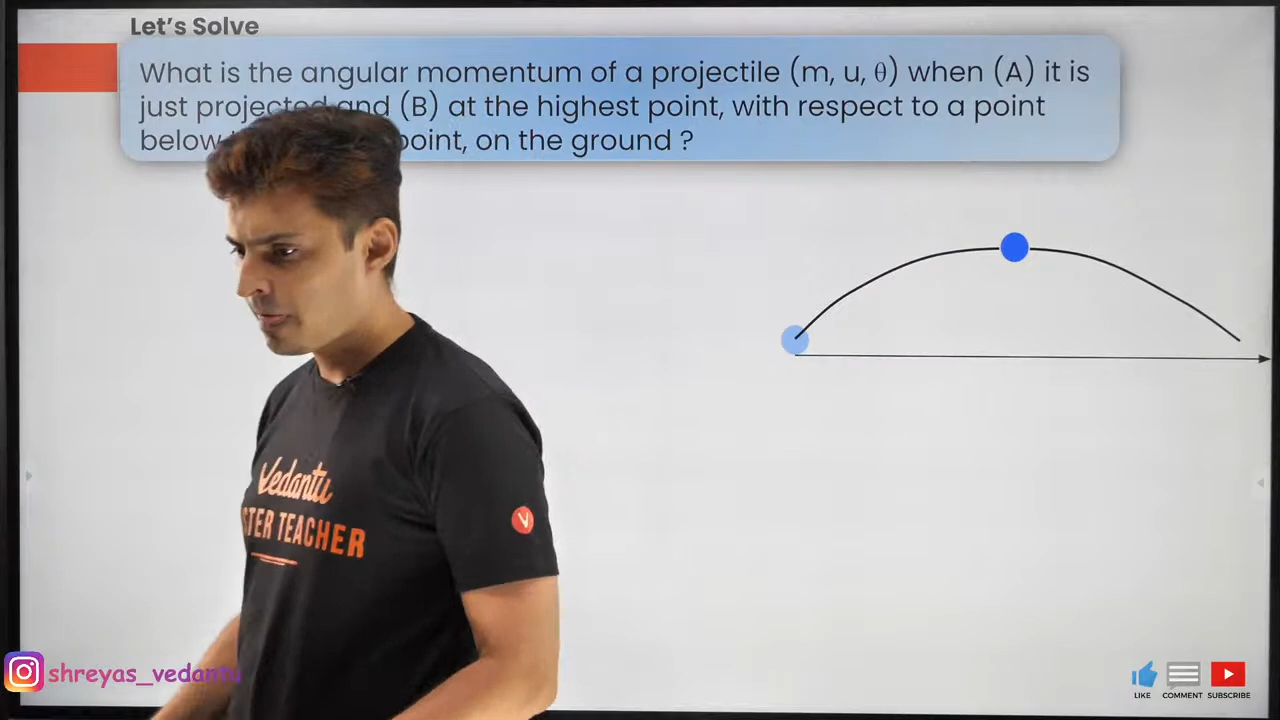 Let's Solve
What is the angular momentum of a projectile (m, u, θ) when (A) it is
just projected and (B) at the highest point, with respect to a point
below point, on the ground ?
Vedantu
STER TEACHER
V
shreyas_vedantu
LIKE COMMENT SUBSCRIBE